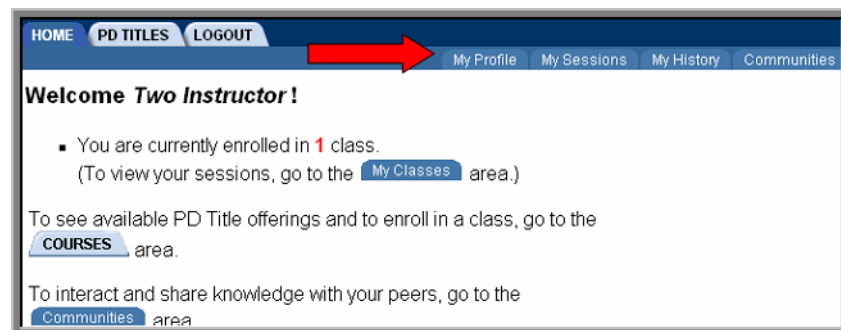 HOME PD TITLES LOGOUT
My Profile My Sessions My History Communities
Welcome Two Instructor!
You are currently enrolled in 1 class.
(To view your sessions, go to the My Classes area.)
To see available PD Title offerings and to enroll in a class, go to the
COURSES area.
To interact and share knowledge with your peers, go to the
Communities area